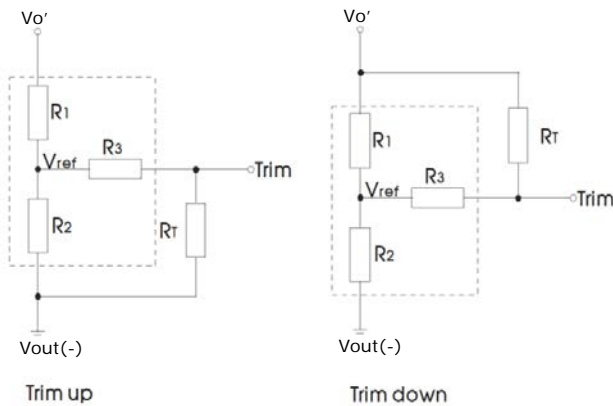 Vo'
R1
Vref
R3
Trim
R2
RT
Vout(-)
Trim up
Vo'
R1
RT
Vref
R3
Trim
R2
Vout(-)
Trim down